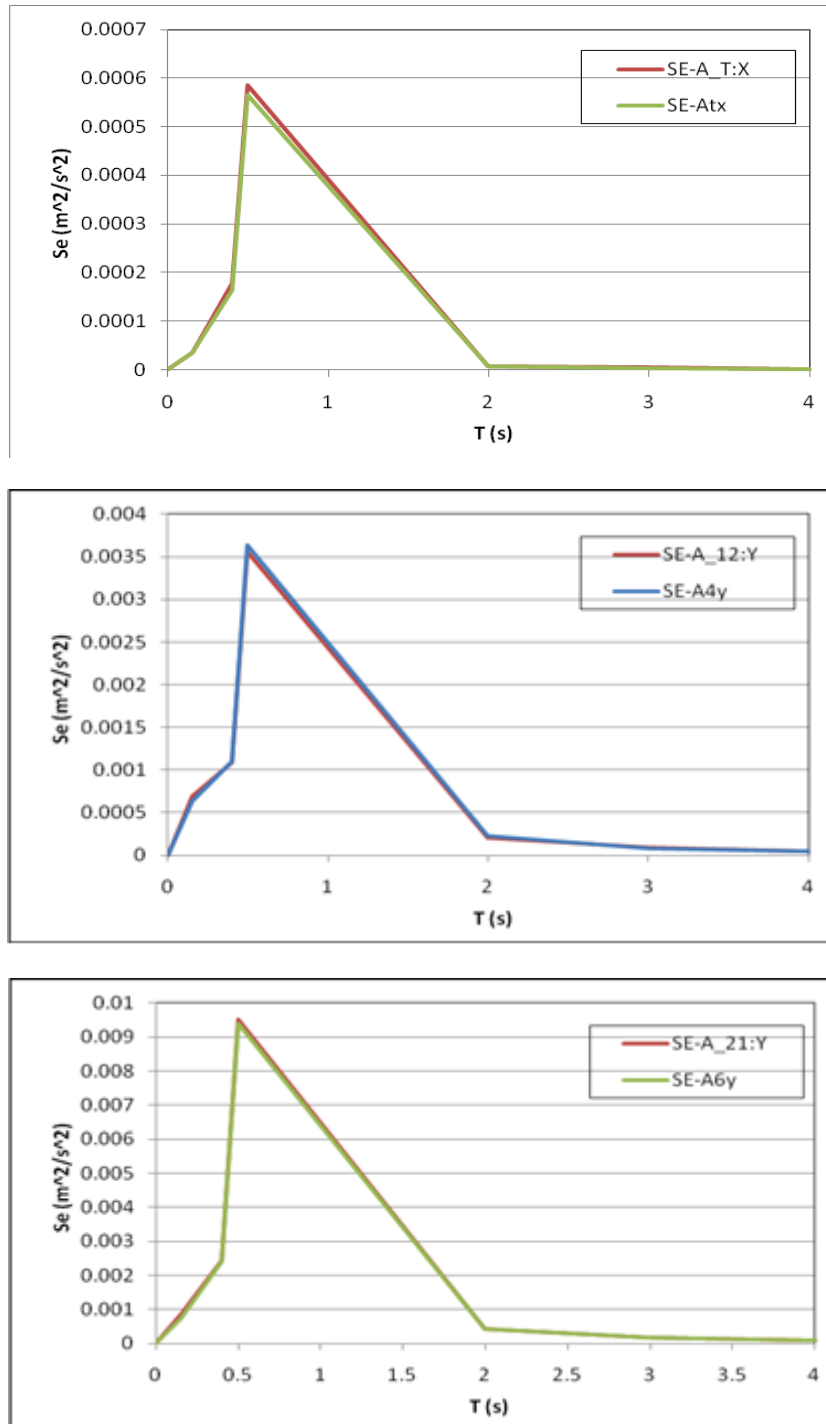 0.0007
0.0006
0.0005
0.0004
0.0003
0.0002
0.0001
0
Se (m^2/s^2)
SE-A_T:X
SE-Atx
0 1 2 3 4
T (s)
0.004
0.0035
0.003
0.0025
0.002
0.0015
0.001
0.0005
0
Se (m^2/s^2)
SE-A_12:Y
SE-A4y
0 1 2 3 4
T (s)
0.01
0.009
0.008
0.007
0.006
0.005
0.004
0.003
0.002
0.001
0
Se (m^2/s^2)
SE-A_21:Y
SE-A6y
0 0.5 1 1.5 2 2.5 3 3.5 4
T (s)